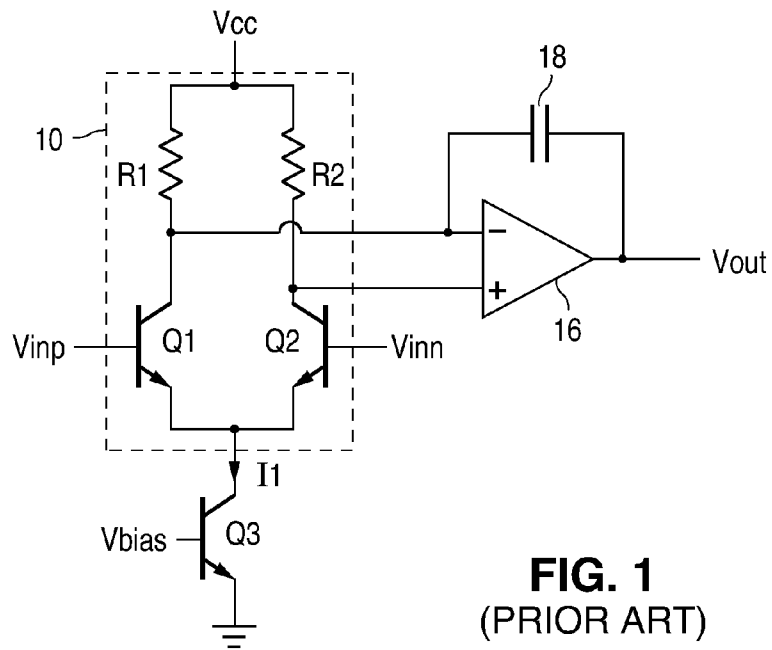 Vcc
18
10
R1
R2
−
Vout
+
16
Vinp
Q1
Q2
Vinn
I1
Vbias
Q3
FIG. 1
(PRIOR ART)